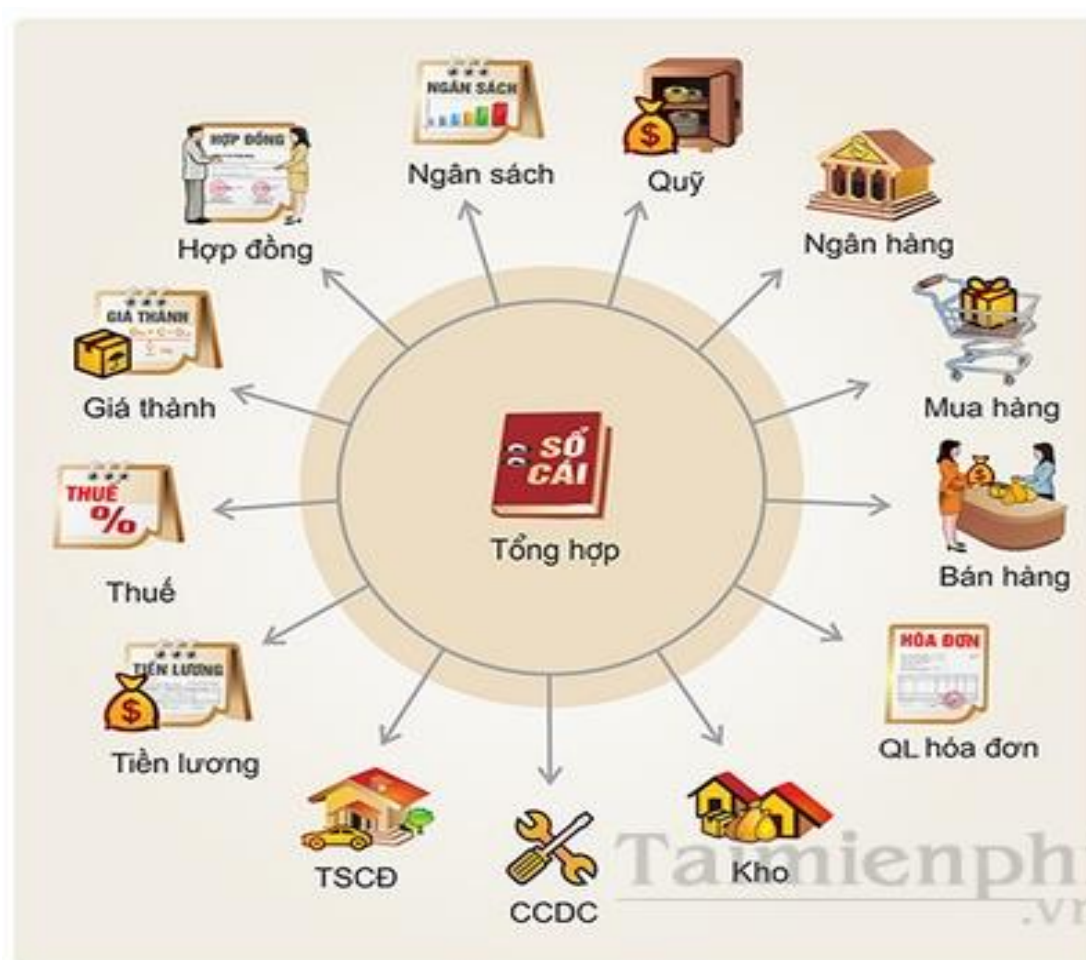 NGÂN SÁCH
Ngân sách
Quỹ
HỢP ĐỒNG
Hợp đồng
Ngân hàng
GIÁ THÀNH
Giá thành
Mua hàng
SỔ
CÁI
Tổng hợp
THUẾ
%
Thuế
Bán hàng
TIỀN LƯƠNG
$
Tiền lương
HÓA ĐƠN
QL hóa đơn
TSCĐ
CCDC
Kho
Taimienph
.vn